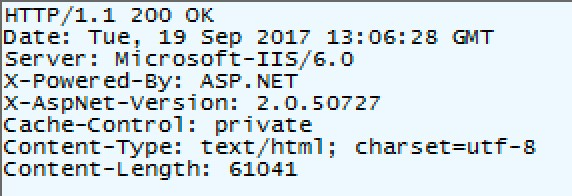 HTTP/1.1 200 OK
Date: Tue, 19 Sep 2017 13:06:28 GMT
Server: Microsoft-IIS/6.0
X-Powered-By: ASP.NET
X-AspNet-Version: 2.0.50727
Cache-Control: private
Content-Type: text/html; charset=utf-8
Content-Length: 61041